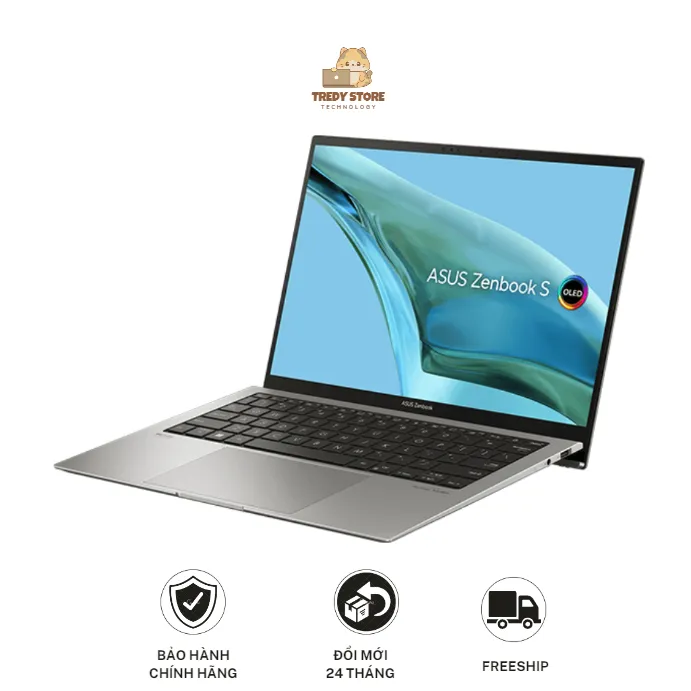 TREDY STORE
TECHNOLOGY
ASUS Zenbook S
OLED
ASUS Zenbook
BẢO HÀNH
CHÍNH HÃNG
ĐỔI MỚI
24 THÁNG
FREESHIP